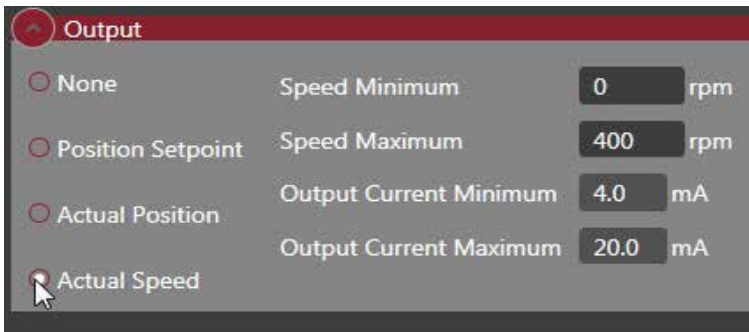 Output
None
Position Setpoint
Actual Position
Actual Speed
Speed Minimum 0 rpm
Speed Maximum 400 rpm
Output Current Minimum 4.0 mA
Output Current Maximum 20.0 mA